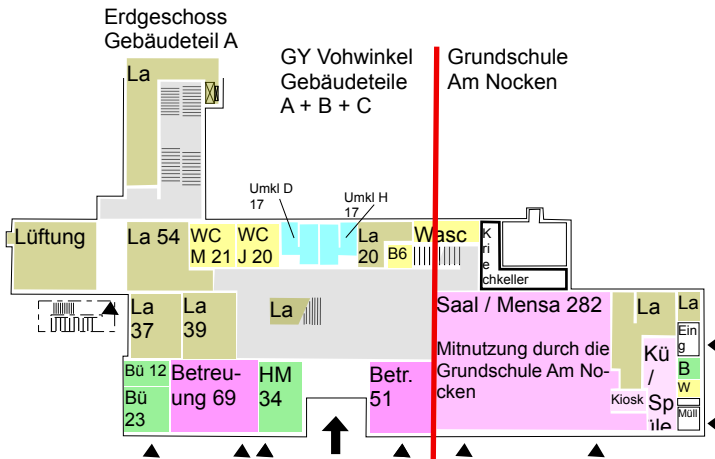 Erdgeschoss
Gebäudeteil A
GY Vohwinkel
Gebäudeteile
A + B + C
Grundschule
Am Nocken
La
Umkl D
17
Umkl H
17
Lüftung
La 54
WC
M 21
WC
J 20
La
20
B6
Wasc
K
r
ie
chkeller
La
37
La
39
La
Saal / Mensa 282
Mitnutzung durch die
Grundschule Am No-
cken
La
La
Ein
g
B
W
Müll
Kü
/
Sp
üle
Kiosk
Bü 12
Bü
23
Betreu-
ung 69
HM
34
Betr.
51